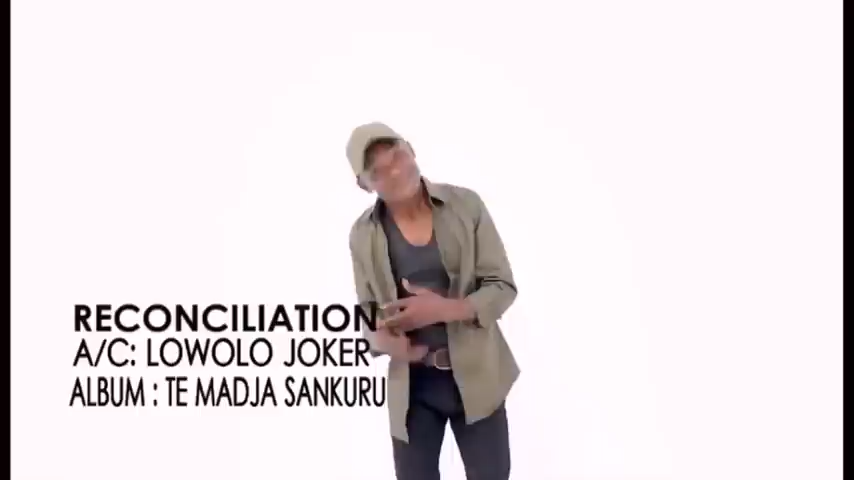 RECONCILIATION
A/C: LOWOLO JOKER
ALBUM : TE MADJA SANKURU